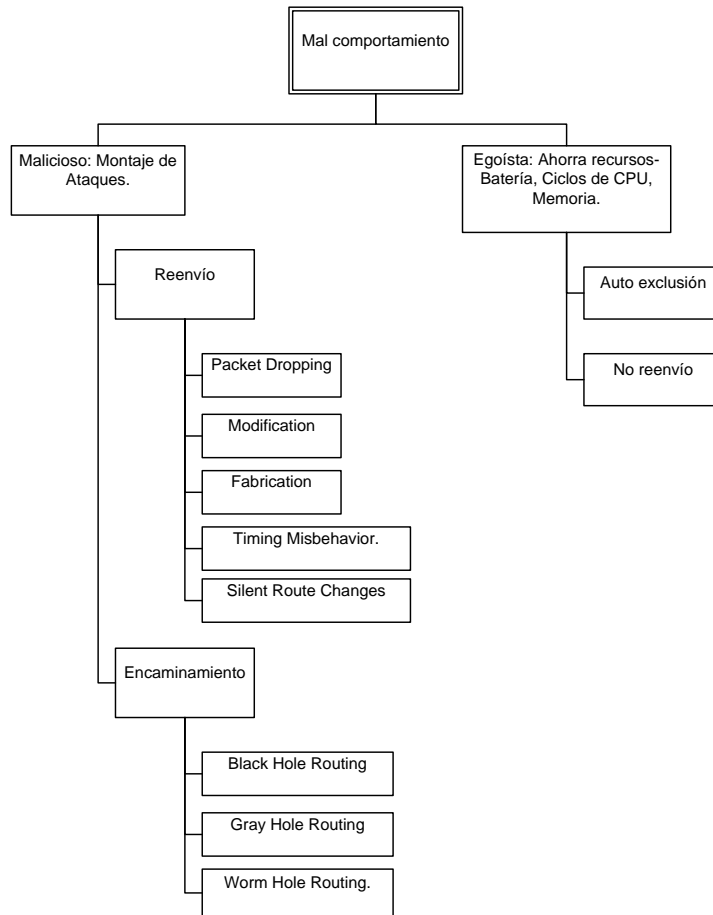 Mal comportamiento
Malicioso: Montaje de
Ataques.
Egoísta: Ahorra recursos-
Batería, Ciclos de CPU,
Memoria.
Reenvío
Auto exclusión
Packet Dropping
No reenvío
Modification
Fabrication
Timing Misbehavior.
Silent Route Changes
Encaminamiento
Black Hole Routing
Gray Hole Routing
Worm Hole Routing.